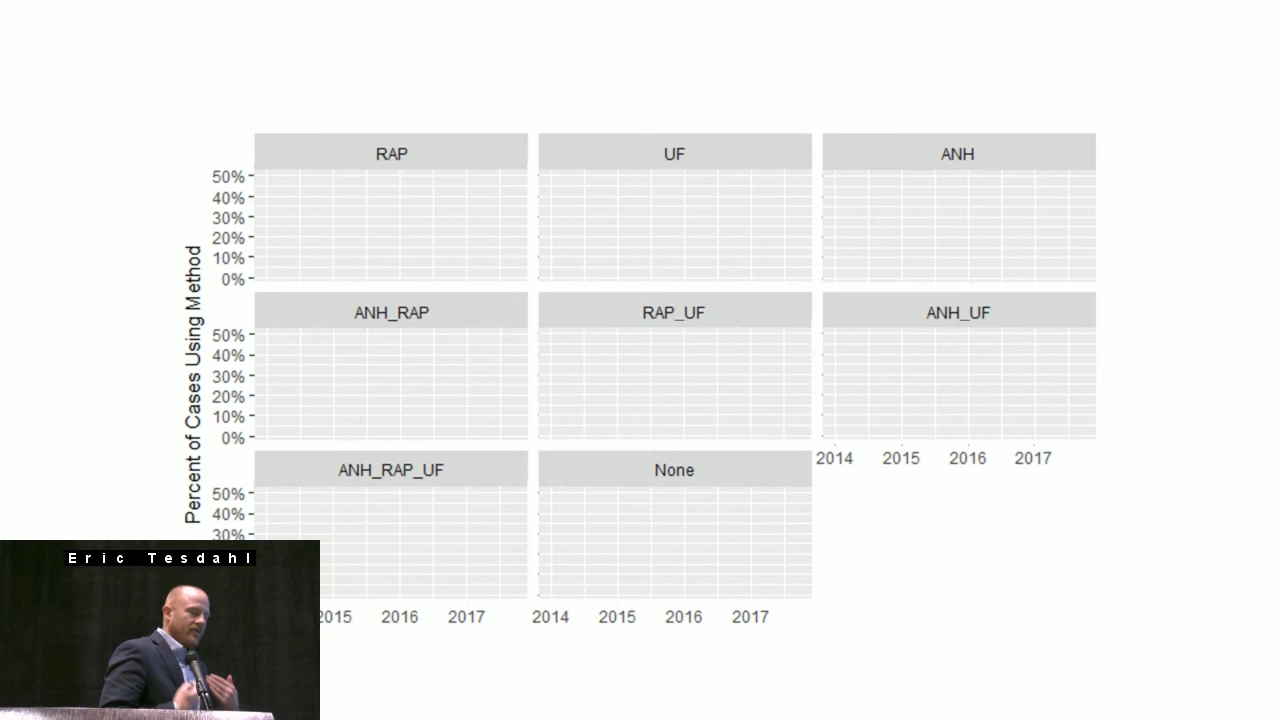 RAP UF ANH
50%
40%
30%
20%
10%
0%
ANH_RAP RAP_UF ANH_UF
50%
40%
30%
20%
10%
0%
Percent of Cases Using Method
2014 2015 2016 2017
ANH_RAP_UF None
50%
40%
30%
Eric Tesdahl
2015 2016 2017 2014 2015 2016 2017